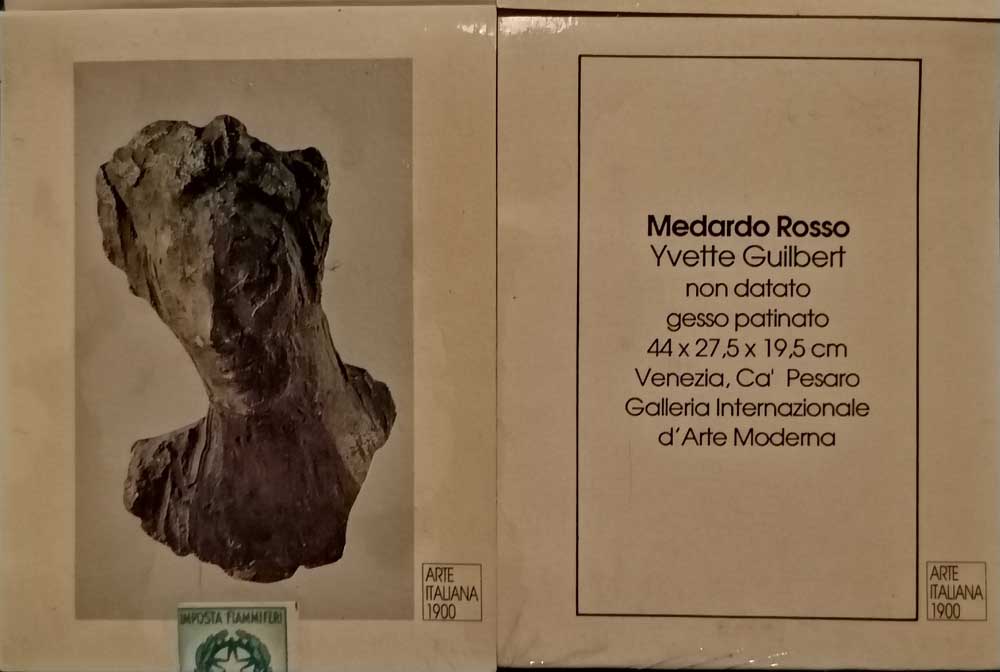 ARTE
ITALIANA
1900
IMPOSTA FIAMMIFERI
Medardo Rosso
Yvette Guilbert
non datato
gesso patinato
44 x 27,5 x 19,5 cm
Venezia, Ca' Pesaro
Galleria Internazionale
d'Arte Moderna
ARTE
ITALIANA
1900